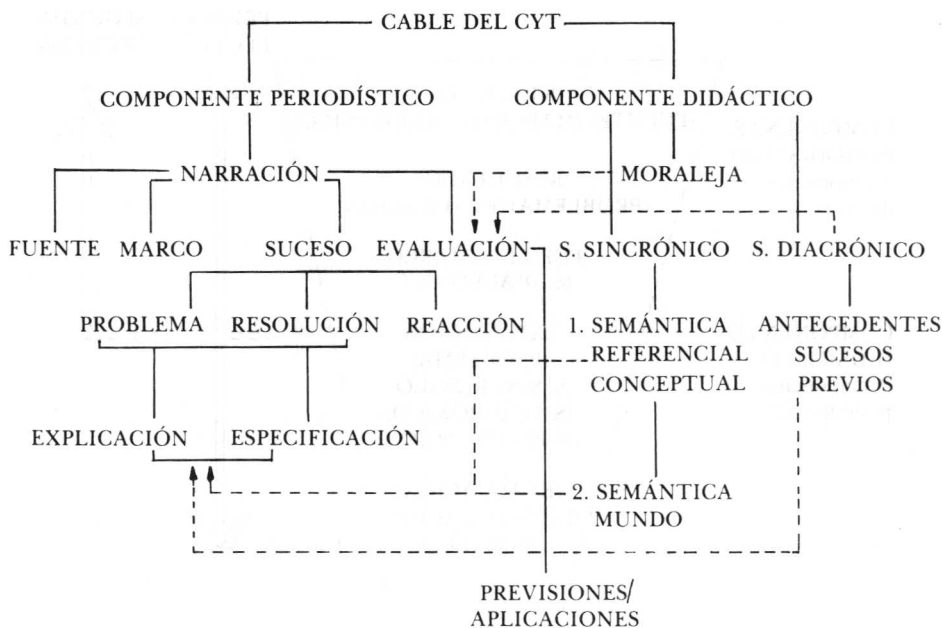 CABLE DEL CYT
COMPONENTE PERIODÍSTICO COMPONENTE DIDÁCTICO
NARRACIÓN MORALEJA
FUENTE MARCO SUCESO EVALUACIÓN S. SINCRÓNICO S. DIACRÓNICO
PROBLEMA RESOLUCIÓN REACCIÓN 1. SEMÁNTICA ANTECEDENTES
REFERENCIAL SUCESOS
CONCEPTUAL PREVIOS
EXPLICACIÓN ESPECIFICACIÓN
2. SEMÁNTICA
MUNDO
PREVISIONES/
APLICACIONES